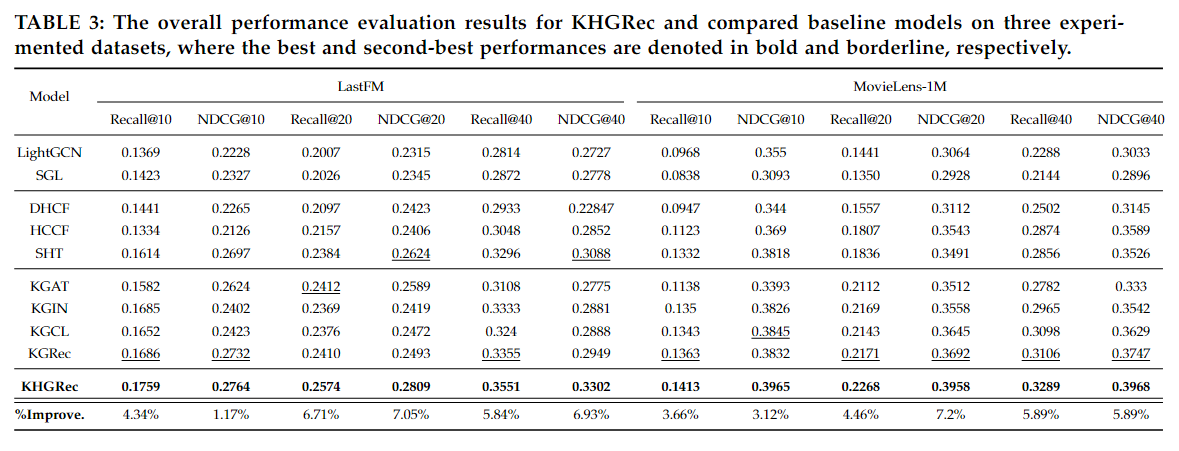 TABLE 3: The overall performance evaluation results for KHGRec and compared baseline models on three experi-
mented datasets, where the best and second-best performances are denoted in bold and borderline, respectively.
Model LastFM MovieLens-1M
Recall@10 NDCG@10 Recall@20 NDCG@20 Recall@40 NDCG@40 Recall@10 NDCG@10 Recall@20 NDCG@20 Recall@40 NDCG@40
LightGCN 0.1369 0.2228 0.2007 0.2315 0.2814 0.2727 0.0968 0.355 0.1441 0.3064 0.2288 0.3033
SGL 0.1423 0.2327 0.2026 0.2345 0.2872 0.2778 0.0838 0.3093 0.1350 0.2928 0.2144 0.2896
DHCF 0.1441 0.2265 0.2097 0.2423 0.2933 0.22847 0.0947 0.344 0.1557 0.3112 0.2502 0.3145
HCCF 0.1334 0.2126 0.2157 0.2406 0.3048 0.2852 0.1123 0.369 0.1807 0.3543 0.2874 0.3589
SHT 0.1614 0.2697 0.2384 0.2624 0.3296 0.3088 0.1332 0.3818 0.1836 0.3491 0.2856 0.3526
KGAT 0.1582 0.2624 0.2412 0.2589 0.3108 0.2775 0.1138 0.3393 0.2112 0.3512 0.2782 0.333
KGIN 0.1685 0.2402 0.2369 0.2419 0.3333 0.2881 0.135 0.3826 0.2169 0.3558 0.2965 0.3542
KGCL 0.1652 0.2423 0.2376 0.2472 0.324 0.2888 0.1343 0.3845 0.2143 0.3645 0.3098 0.3629
KGRec 0.1686 0.2732 0.2410 0.2493 0.3355 0.2949 0.1363 0.3832 0.2171 0.3692 0.3106 0.3747
KHGRec 0.1759 0.2764 0.2574 0.2809 0.3551 0.3302 0.1413 0.3965 0.2268 0.3958 0.3289 0.3968
%Improve. 4.34% 1.17% 6.71% 7.05% 5.84% 6.93% 3.66% 3.12% 4.46% 7.2% 5.89% 5.89%